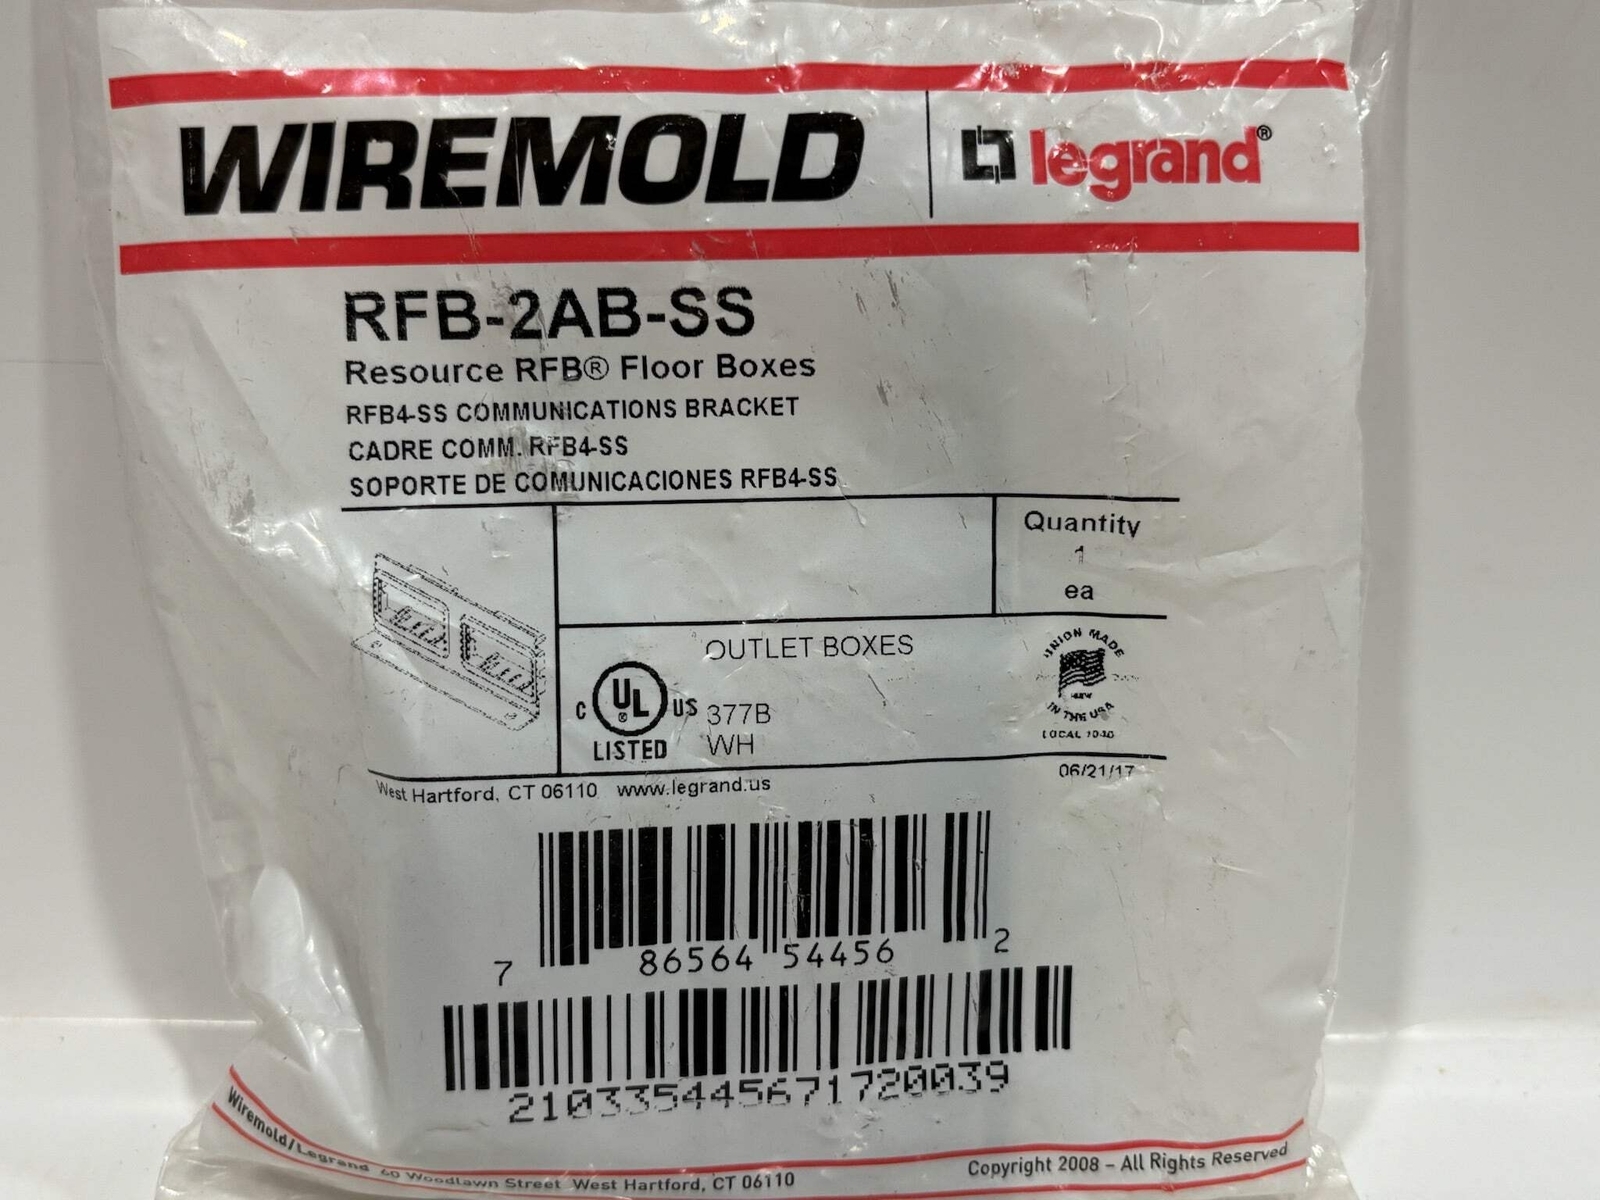 WIREMOLD legrand®
RFB-2AB-SS
Resource RFB® Floor Boxes
RFB4-SS COMMUNICATIONS BRACKET
CADRE COMM. RFB4-SS
SOPORTE DE COMUNICACIONES RFB4-SS
Quantity
1
ea
OUTLET BOXES
UNION MADE
IN THE USA
LOCAL
C UL® US 377B
LISTED WH
06/21/17
West Hartford, CT 06110 www.legrand.us
7 86564 54456 2
210335445671720039
Wiremold/Legrand 60 Woodlawn Street West Hartford, CT 06110
Copyright 2008 – All Rights Reserved